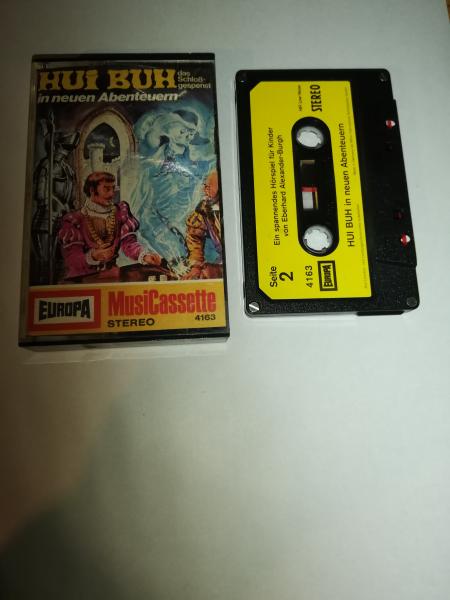 HUI BUH
das
Schloß-
gespenst
in neuen Abenteuern
EUROPA
MusiCassette
STEREO
4163
STEREO
Ein spannendes Hörspiel für Kinder
von Eberhard Alexander-Burgh
Seite
2
4163
EUROPA
HUI BUH in neuen Abenteuern